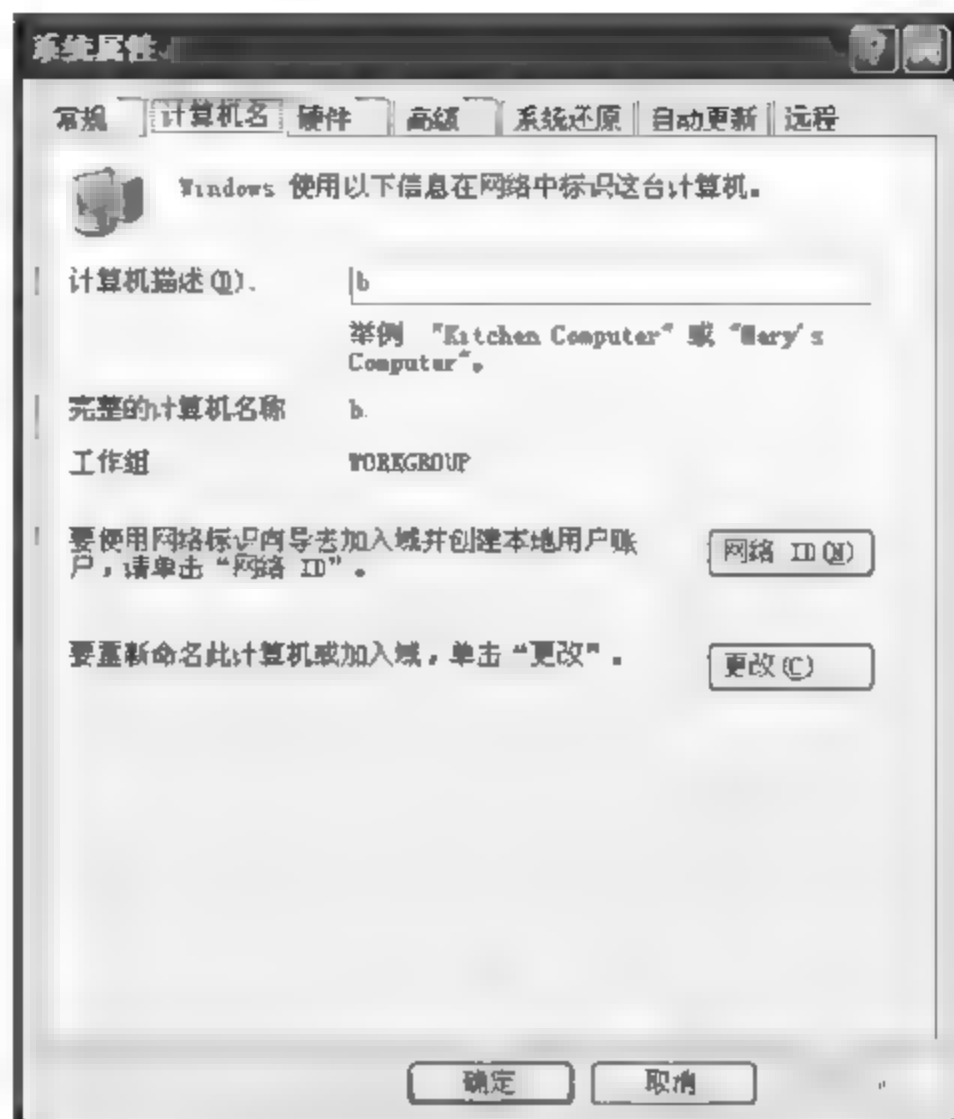 系统属性
常规 计算机名 硬件 高级 系统还原 自动更新 远程
Windows 使用以下信息在网络中标识这台计算机。
计算机描述(D):
b
举例 "Kitchen Computer" 或 "Mary's
Computer"。
完整的计算机名称 b.
工作组 WORKGROUP
要使用网络标识向导去加入域并创建本地用户账
户，请单击“网络 ID”。
网络 ID(N)
要重新命名此计算机或加入域，单击“更改”。
更改(C)
确定 取消